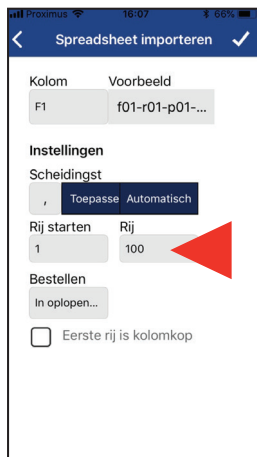 Proximus 16:07 66%
Spreadsheet importeren
Kolom Voorbeeld
F1 f01-r01-p01-...
Instellingen
Scheidingst
, Toepasse Automatisch
Rij starten Rij
1 100
Bestellen
In oplopen...
Eerste rij is kolomkop